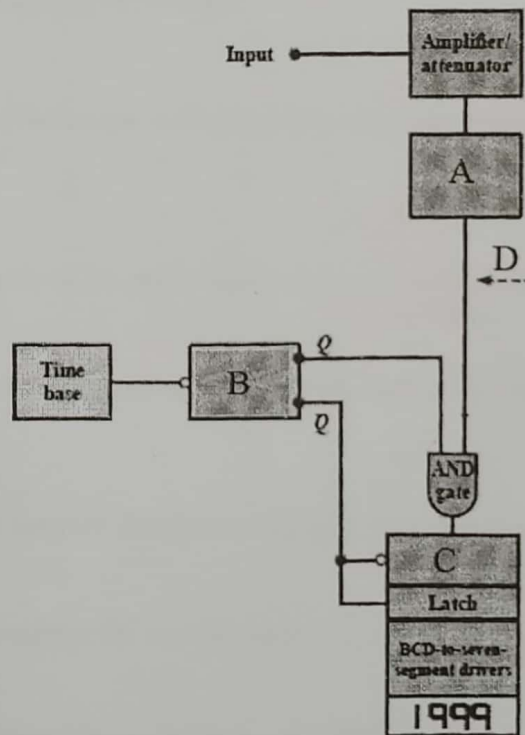 Input
Amplifier/
attenuator
A
D
Time
base
B
Q
Q
AND
gate
C
Latch
BCD-to-seven-
segment drivers
1999